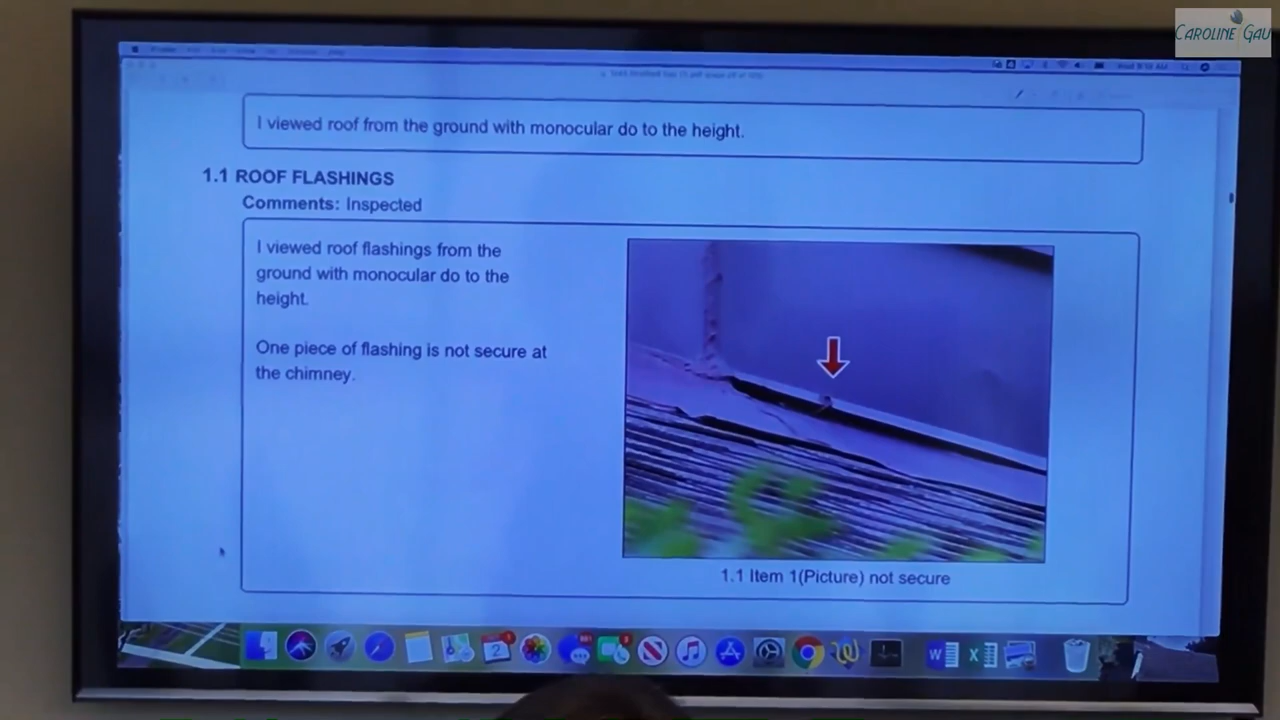 CAROLINE GAU
I viewed roof from the ground with monocular do to the height.
1.1 ROOF FLASHINGS
Comments: Inspected
I viewed roof flashings from the
ground with monocular do to the
height.
One piece of flashing is not secure at
the chimney.
1.1 Item 1(Picture) not secure
2
W
X